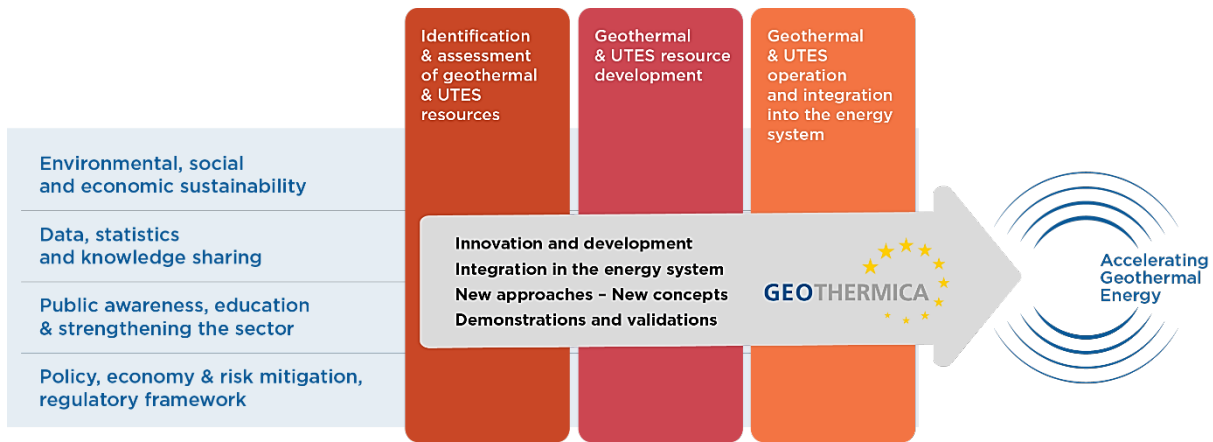 Identification
& assessment
of geothermal
& UTES
resources
Geothermal
& UTES resource
development
Geothermal
& UTES
operation
and integration
into the energy
system
Environmental, social
and economic sustainability
Data, statistics
and knowledge sharing
Public awareness, education
& strengthening the sector
Policy, economy & risk mitigation,
regulatory framework
Innovation and development
Integration in the energy system
New approaches – New concepts
Demonstrations and validations
GEOTHERMICA
Accelerating
Geothermal
Energy